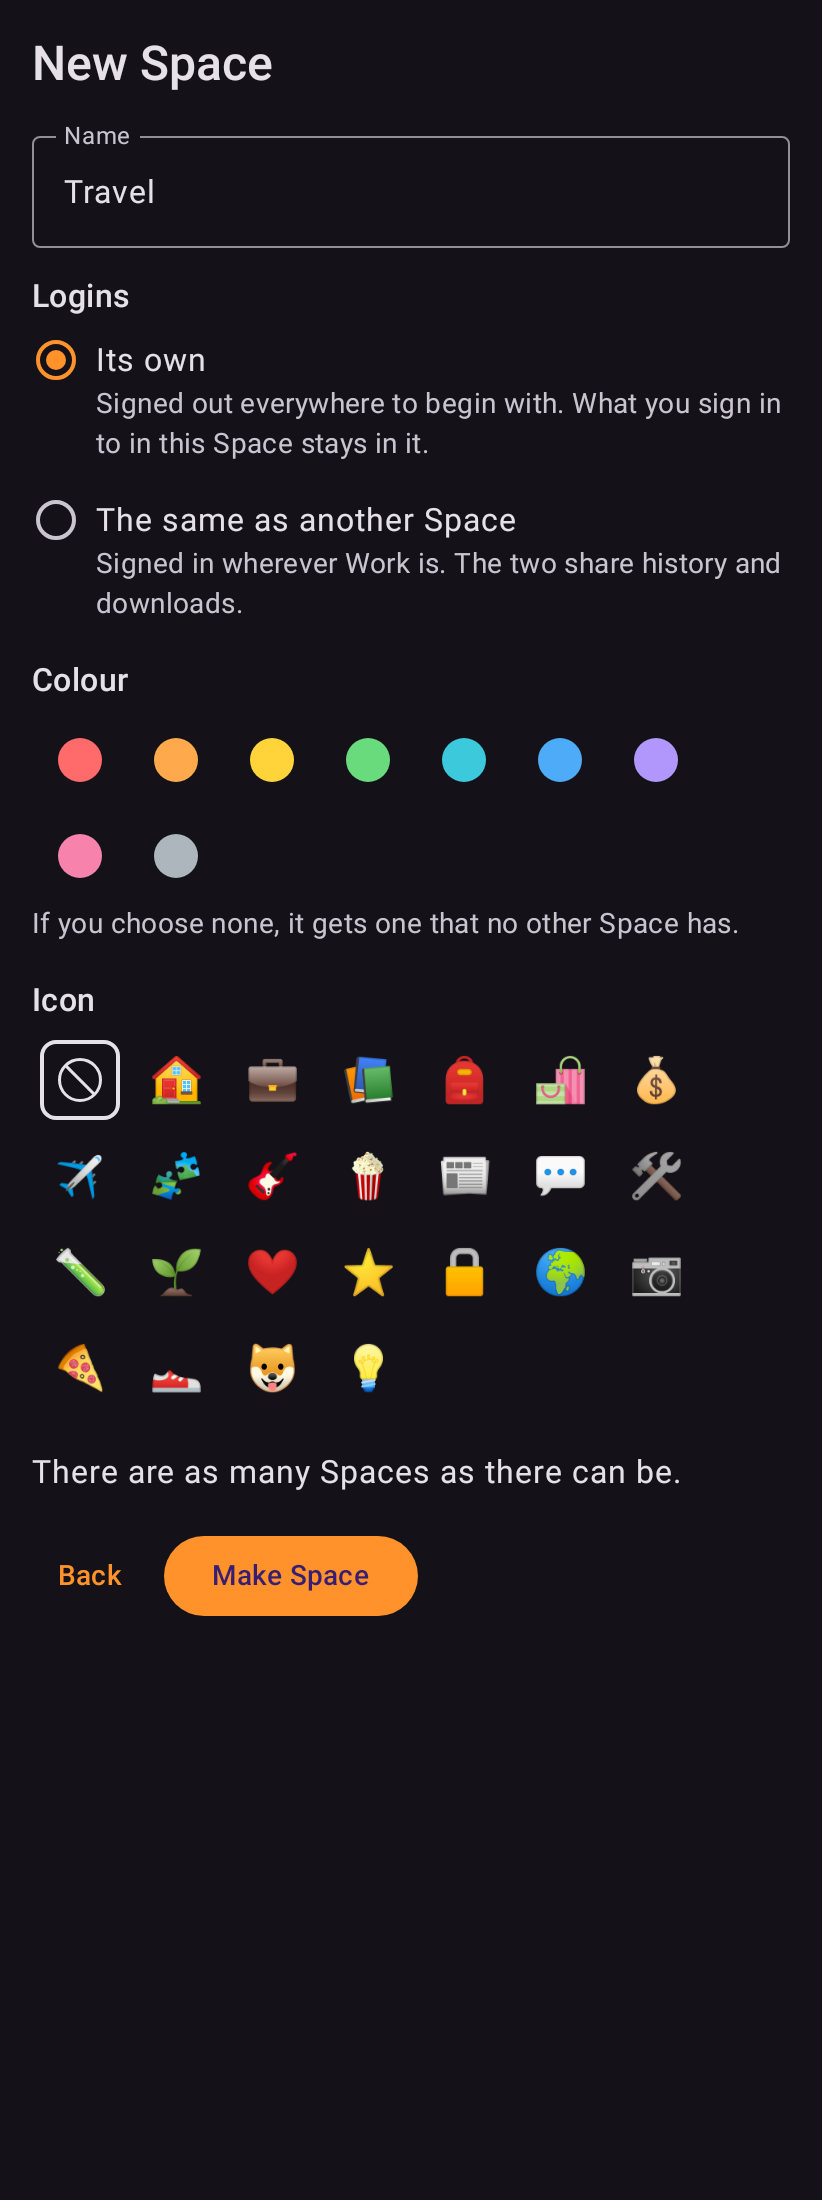 New Space
Name
Travel
Logins
Its own
Signed out everywhere to begin with. What you sign in
to in this Space stays in it.
The same as another Space
Signed in wherever Work is. The two share history and
downloads.
Colour
If you choose none, it gets one that no other Space has.
Icon
There are as many Spaces as there can be.
Back
Make Space